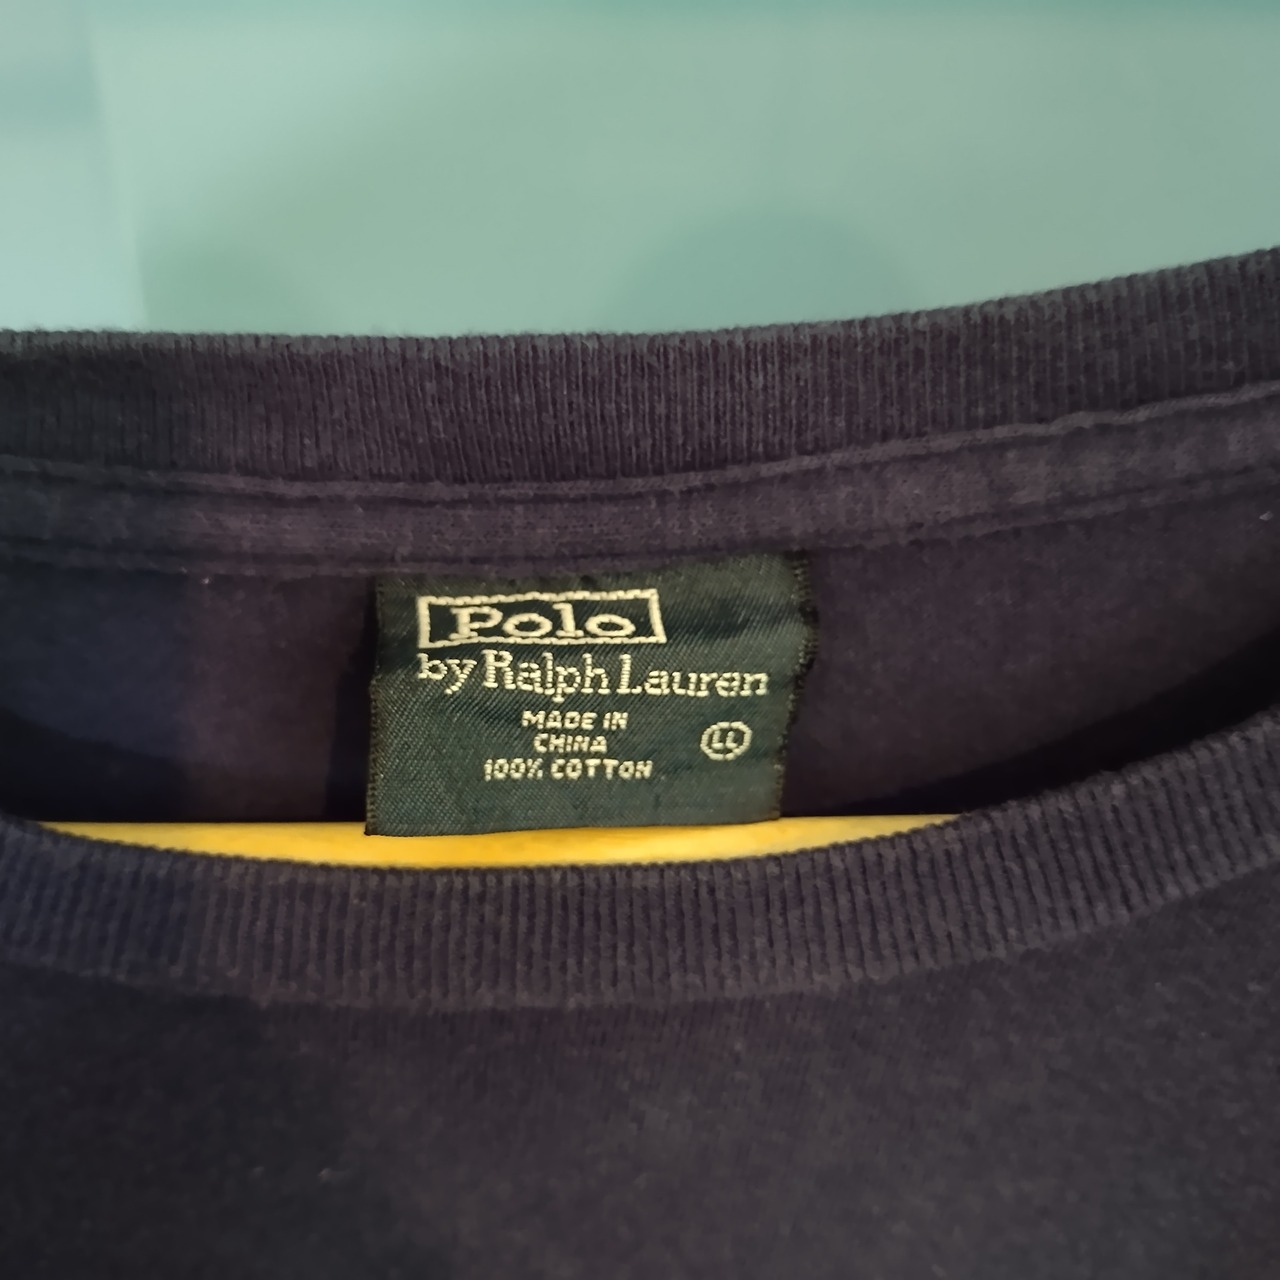 Polo
by Ralph Lauren
MADE IN
CHINA
LL
100% COTTON